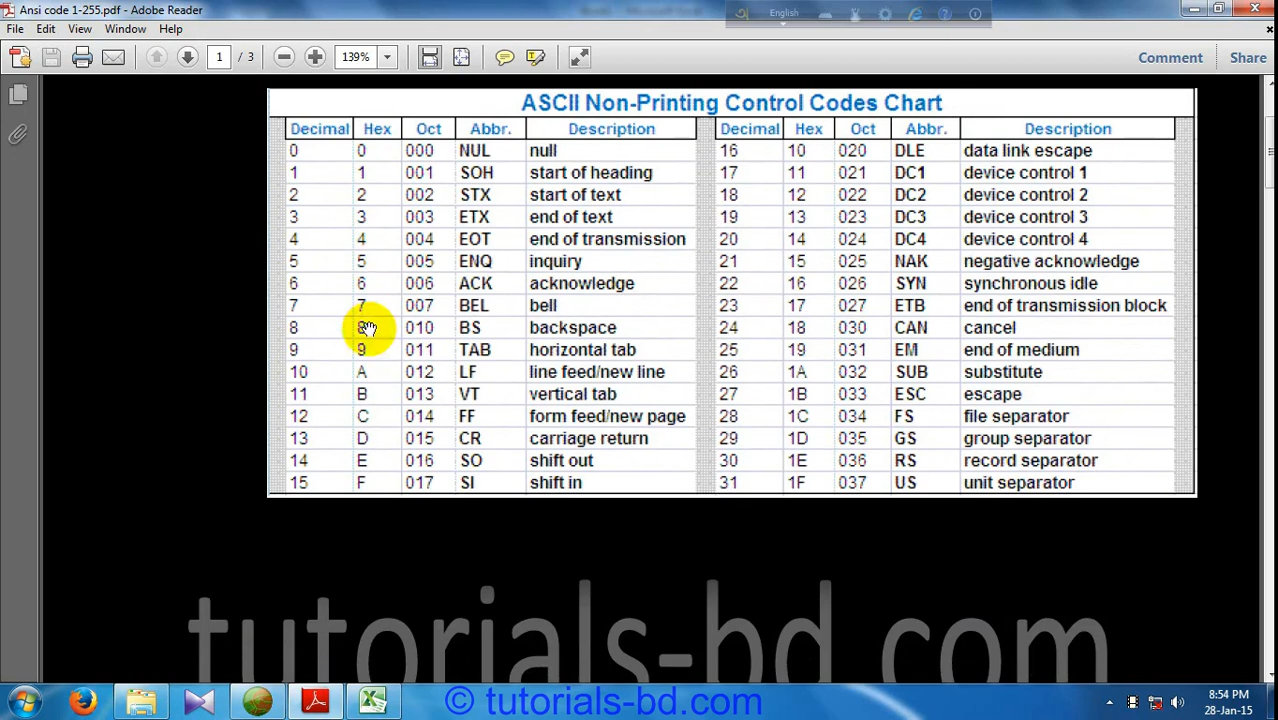 Ansi code 1-255.pdf - Adobe Reader
English
File Edit View Window Help
1 / 3 139% Comment Share
ASCII Non-Printing Control Codes Chart
Decimal Hex Oct Abbr. Description Decimal Hex Oct Abbr. Description
0 0 000 NUL null 16 10 020 DLE data link escape
1 1 001 SOH start of heading 17 11 021 DC1 device control 1
2 2 002 STX start of text 18 12 022 DC2 device control 2
3 3 003 ETX end of text 19 13 023 DC3 device control 3
4 4 004 EOT end of transmission 20 14 024 DC4 device control 4
5 5 005 ENQ inquiry 21 15 025 NAK negative acknowledge
6 6 006 ACK acknowledge 22 16 026 SYN synchronous idle
7 7 007 BEL bell 23 17 027 ETB end of transmission block
8 8 010 BS backspace 24 18 030 CAN cancel
9 9 011 TAB horizontal tab 25 19 031 EM end of medium
10 A 012 LF line feed/new line 26 1A 032 SUB substitute
11 B 013 VT vertical tab 27 1B 033 ESC escape
12 C 014 FF form feed/new page 28 1C 034 FS file separator
13 D 015 CR carriage return 29 1D 035 GS group separator
14 E 016 SO shift out 30 1E 036 RS record separator
15 F 017 SI shift in 31 1F 037 US unit separator
tutorials-bd.com
© tutorials-bd.com
8:54 PM
28-Jan-15